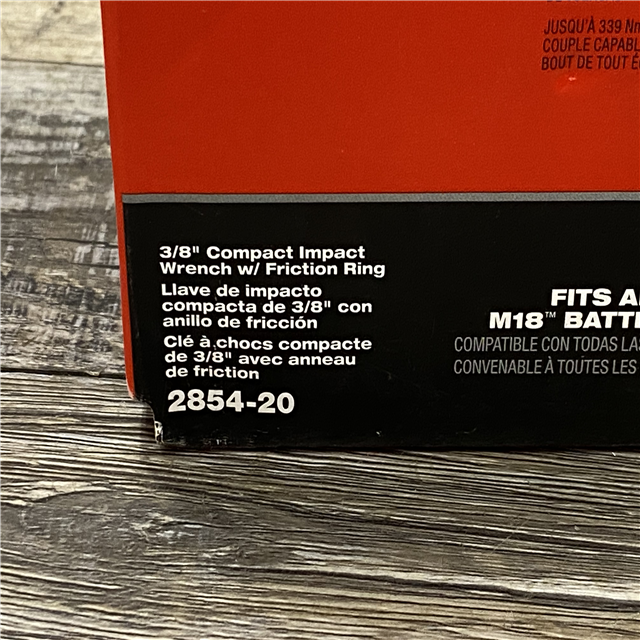 JUSQU'À 339 Nm
COUPLE CAPABL
BOUT DE TOUT
3/8" Compact Impact
Wrench w/ Friction Ring
Llave de impacto
compacta de 3/8" con
anillo de fricción
Clé à chocs compacte
de 3/8" avec anneau
de friction
2854-20
FITS A
M18™ BATTE
COMPATIBLE CON TODAS LAS
CONVENABLE À TOUTES LES